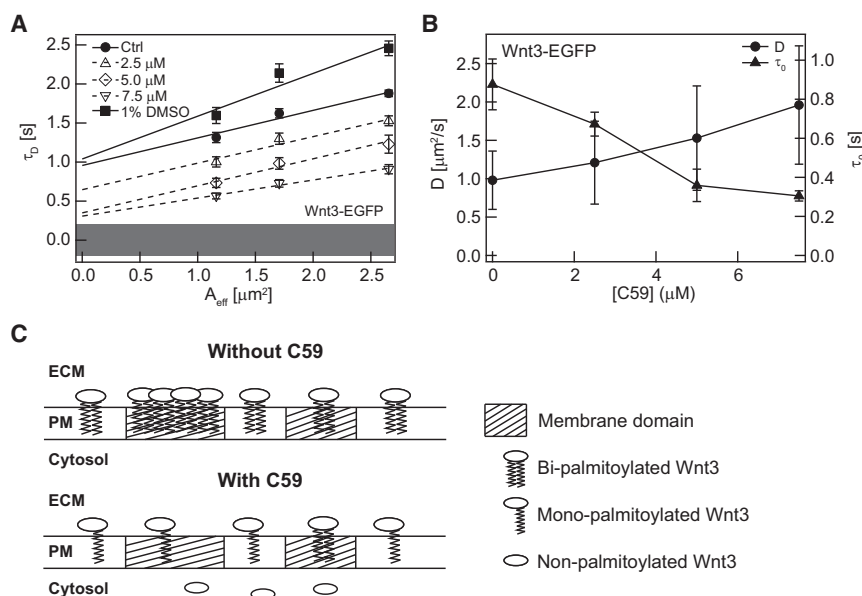 A
2.5
2.0
1.5
1.0
0.5
0.0
τD [s]
Ctrl
2.5 μM
5.0 μM
7.5 μM
1% DMSO
Wnt3-EGFP
0.0 0.5 1.0 1.5 2.0 2.5
Aeff [μm²]
B
Wnt3-EGFP
D
τ0
2.5
2.0
1.5
1.0
0.5
0.0
D [μm²/s]
1.0
0.8
0.6
0.4
0.2
0.0
τ0 [s]
0 2 4 6
[C59] (μM)
C
Without C59
ECM
PM
Cytosol
With C59
ECM
PM
Cytosol
Membrane domain
Bi-palmitoylated Wnt3
Mono-palmitoylated Wnt3
Non-palmitoylated Wnt3